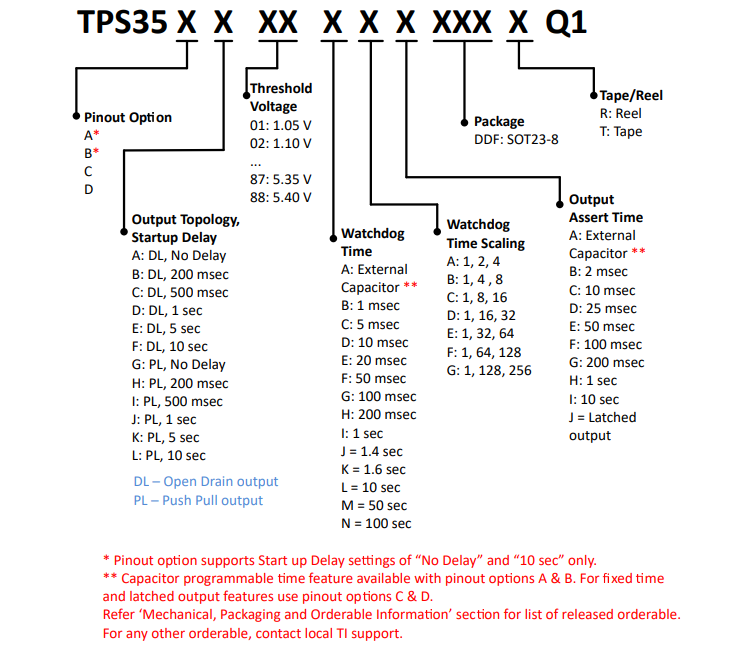 TPS35 X X XX X X X XXX X Q1
Pinout Option
A*
B*
C
D
Output Topology,
Startup Delay
A: DL, No Delay
B: DL, 200 msec
C: DL, 500 msec
D: DL, 1 sec
E: DL, 5 sec
F: DL, 10 sec
G: PL, No Delay
H: PL, 200 msec
I: PL, 500 msec
J: PL, 1 sec
K: PL, 5 sec
L: PL, 10 sec
DL – Open Drain output
PL – Push Pull output
Threshold
Voltage
01: 1.05 V
02: 1.10 V
...
87: 5.35 V
88: 5.40 V
Watchdog
Time
A: External
Capacitor **
B: 1 msec
C: 5 msec
D: 10 msec
E: 20 msec
F: 50 msec
G: 100 msec
H: 200 msec
I: 1 sec
J = 1.4 sec
K = 1.6 sec
L = 10 sec
M = 50 sec
N = 100 sec
Watchdog
Time Scaling
A: 1, 2, 4
B: 1, 4 , 8
C: 1, 8, 16
D: 1, 16, 32
E: 1, 32, 64
F: 1, 64, 128
G: 1, 128, 256
Output
Assert Time
A: External
Capacitor **
B: 2 msec
C: 10 msec
D: 25 msec
E: 50 msec
F: 100 msec
G: 200 msec
H: 1 sec
I: 10 sec
J = Latched
output
Package
DDF: SOT23-8
Tape/Reel
R: Reel
T: Tape
* Pinout option supports Start up Delay settings of “No Delay” and “10 sec” only.
** Capacitor programmable time feature available with pinout options A & B. For fixed time
and latched output features use pinout options C & D.
Refer ‘Mechanical, Packaging and Orderable Information’ section for list of released orderable.
For any other orderable, contact local TI support.